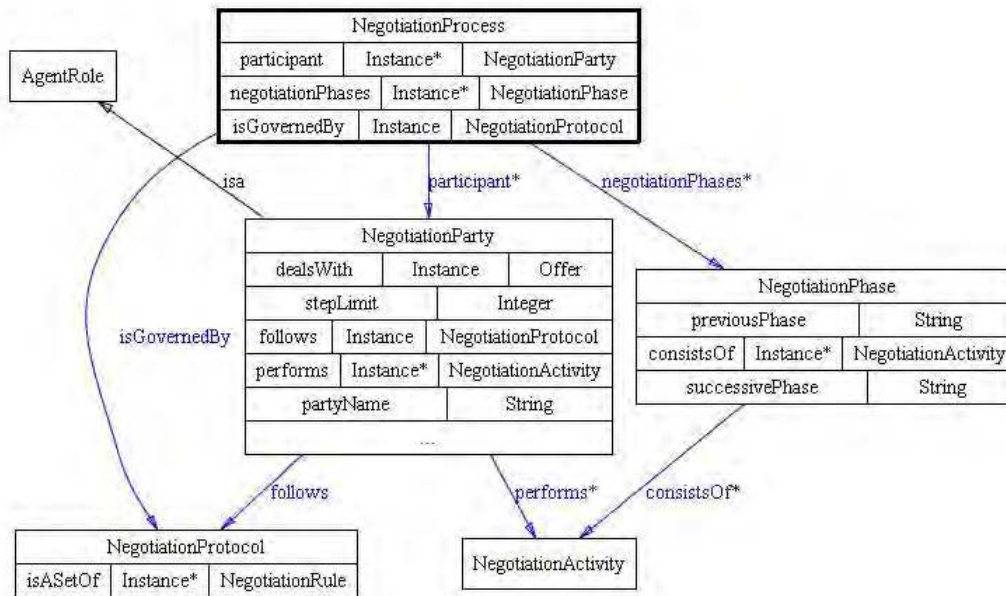 NegotiationProcess
participant Instance* NegotiationParty
negotiationPhases Instance* NegotiationPhase
isGovernedBy Instance NegotiationProtocol
AgentRole
isa
participant*
negotiationPhases*
NegotiationParty
dealsWith Instance Offer
stepLimit Integer
follows Instance NegotiationProtocol
performs Instance* NegotiationActivity
partyName String
...
NegotiationPhase
previousPhase String
consistsOf Instance* NegotiationActivity
successivePhase String
isGovernedBy
follows
performs*
consistsOf*
NegotiationProtocol
isASetOf Instance* NegotiationRule
NegotiationActivity